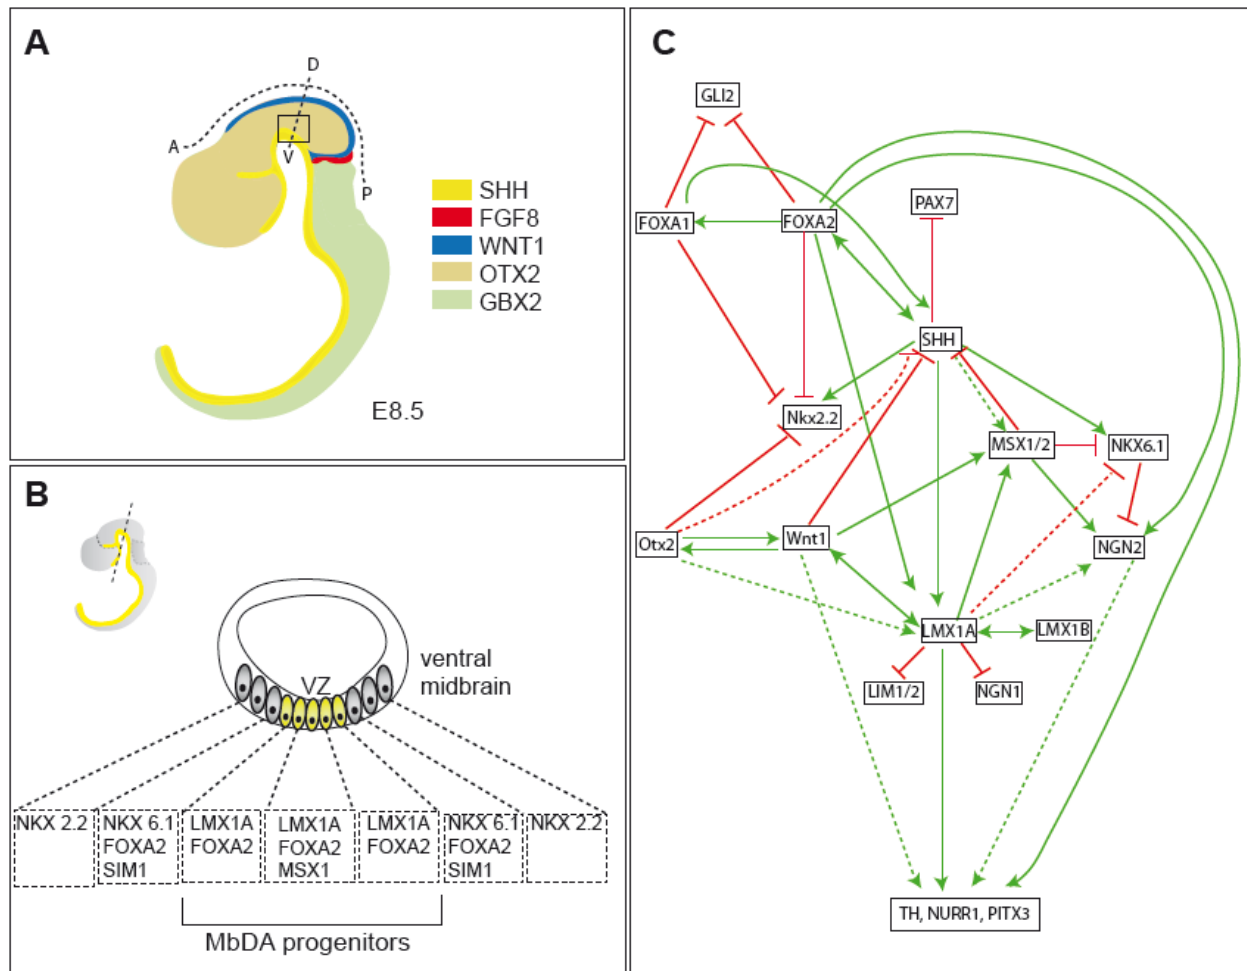 A
D
A
V
P
SHH
FGF8
WNT1
OTX2
GBX2
E8.5
B
VZ
ventral
midbrain
NKX 2.2
NKX 6.1
FOXA2
SIM1
LMX1A
FOXA2
LMX1A
FOXA2
MSX1
LMX1A
FOXA2
NKX 6.1
FOXA2
SIM1
NKX 2.2
MbDA progenitors
C
GLI2
PAX7
FOXA1
FOXA2
SHH
Nkx2.2
MSX1/2
NKX6.1
Otx2
Wnt1
NGN2
LMX1A
LMX1B
LIM1/2
NGN1
TH, NURR1, PITX3